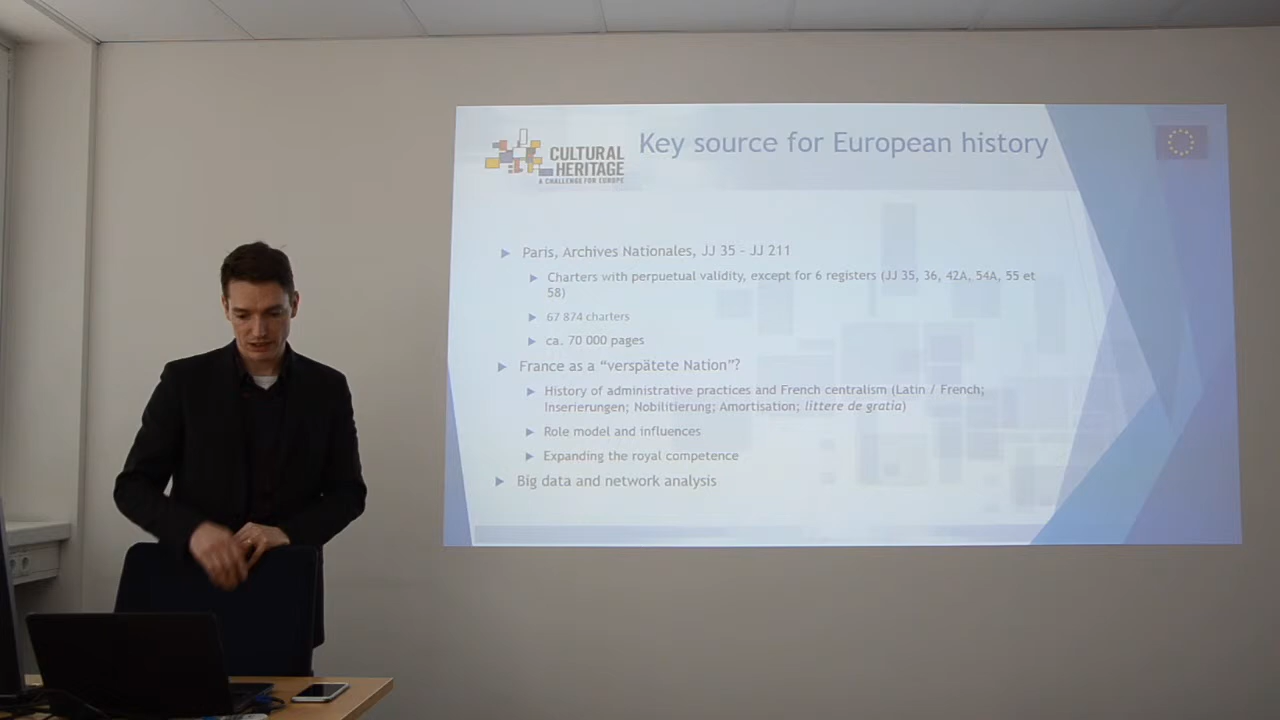 CULTURAL
HERITAGE
A CHALLENGE FOR EUROPE
Key source for European history
Paris, Archives Nationales, JJ 35 – JJ 211
Charters with perpuetual validity, except for 6 registers (JJ 35, 36, 42A, 54A, 55 et
58)
67 874 charters
ca. 70 000 pages
France as a “verspätete Nation”?
History of administrative practices and French centralism (Latin / French;
Inserierungen; Nobilitierung; Amortisation; littere de gratia)
Role model and influences
Expanding the royal competence
Big data and network analysis